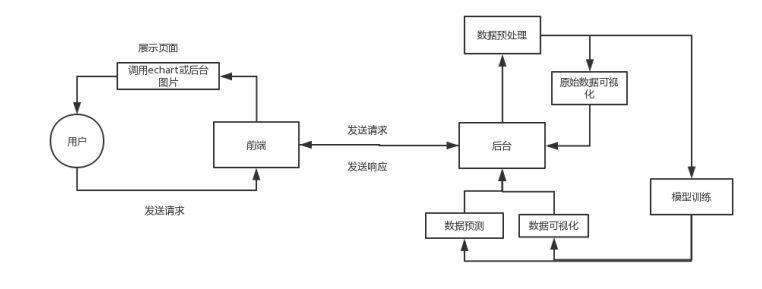 数据预处理
展示页面
调用echart或后台
图片
原始数据可视
化
用户
前端
发送请求
后台
发送响应
模型训练
发送请求
数据预测
数据可视化